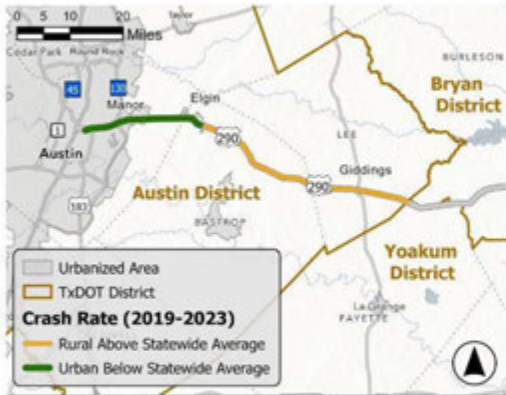 0 5 10 20
Miles
Taylor
Cedar Park
Round Rock
BURLESON
45
130
Bryan
District
Manor
Elgin
1
290
LEE
Austin
Giddings
290
Austin District
183
BASTROP
Yoakum
District
La Grange
FAYETTE
Urbanized Area
TxDOT District
Crash Rate (2019-2023)
Rural Above Statewide Average
Urban Below Statewide Average